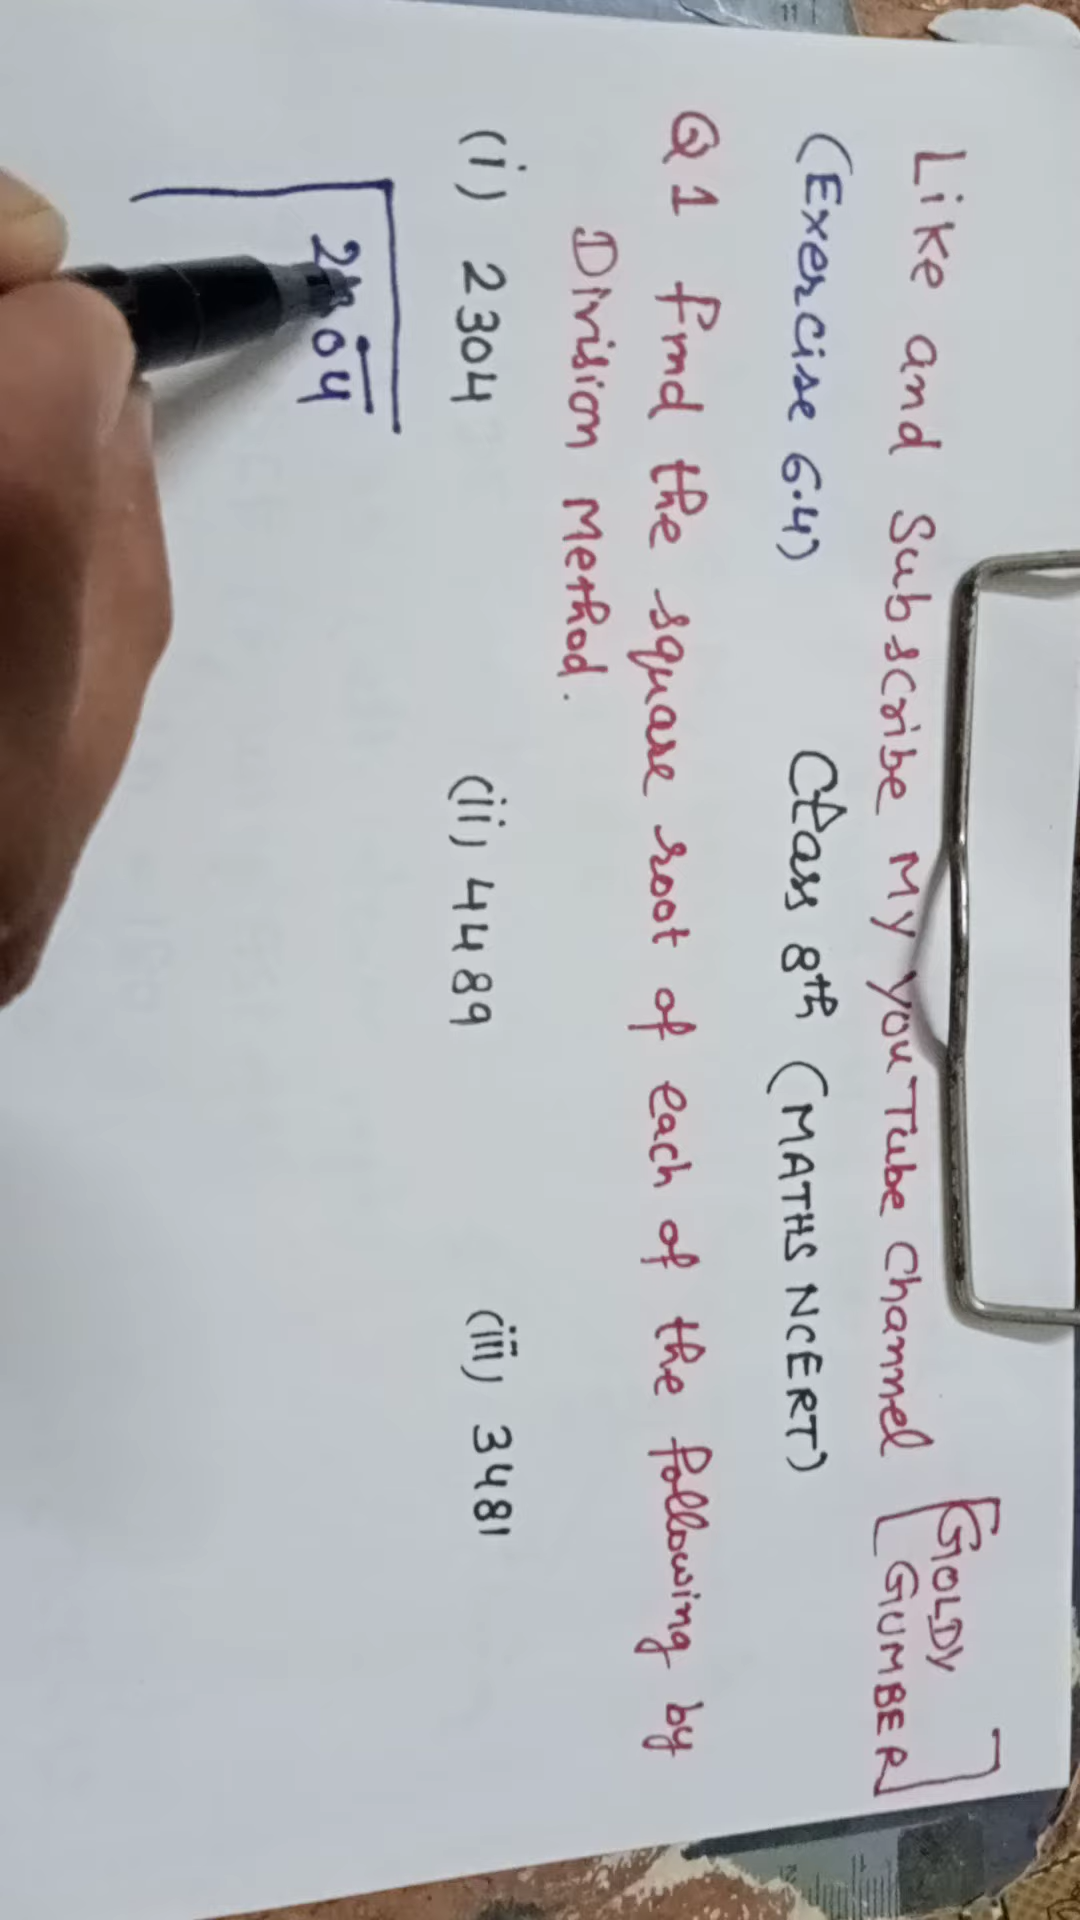 Like and Subscribe My YouTube Channel [GOLDY GUMBER]
(Exercise 6.4) Class 8th (MATHS NCERT)
Q1 find the square root of each of the following by
Division Method.
(i) 2304 (ii) 4489 (iii) 3481
2304